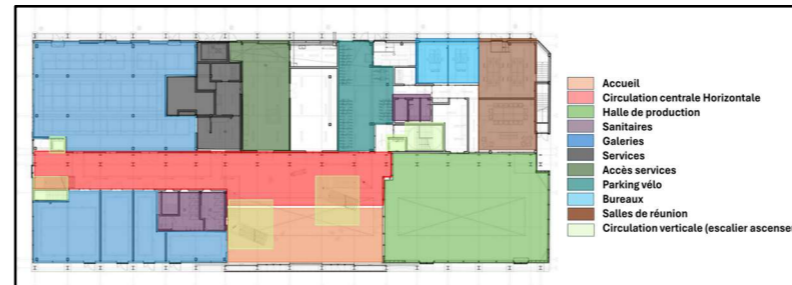 Accueil
Circulation centrale Horizontale
Halle de production
Sanitaires
Galeries
Services
Accès services
Parking vélo
Bureaux
Salles de réunion
Circulation verticale (escalier ascenseu